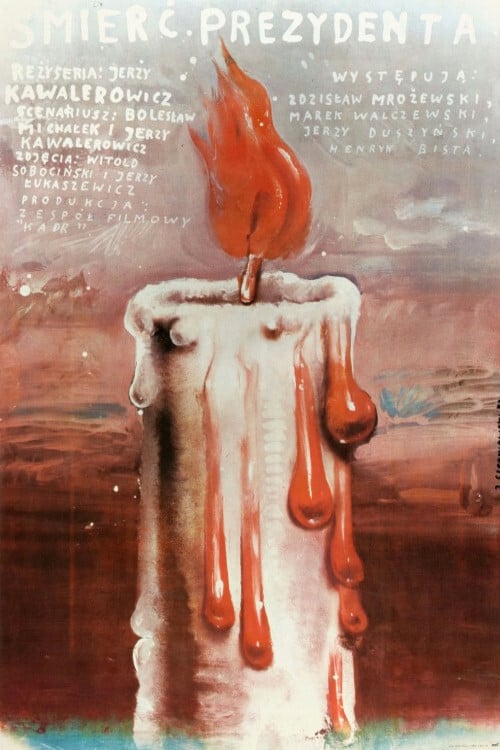 ŚMIERĆ. PREZYDENTA
REŻYSERIA: JERZY
KAWALEROWICZ
SCENARIUSZ: BOLESŁAW
MICHAŁEK I JERZY
KAWALEROWICZ
ZDJĘCIA: WITOLD
SOBOCIŃSKI I JERZY
ŁUKASZEWICZ
PRODUKCJA:
ZESPÓŁ FILMOWY
"KADR"
WYSTĘPUJĄ:
ZDZISŁAW MROŻEWSKI,
MAREK WALCZEWSKI,
JERZY DUSZYŃSKI,
HENRYK BISTA.